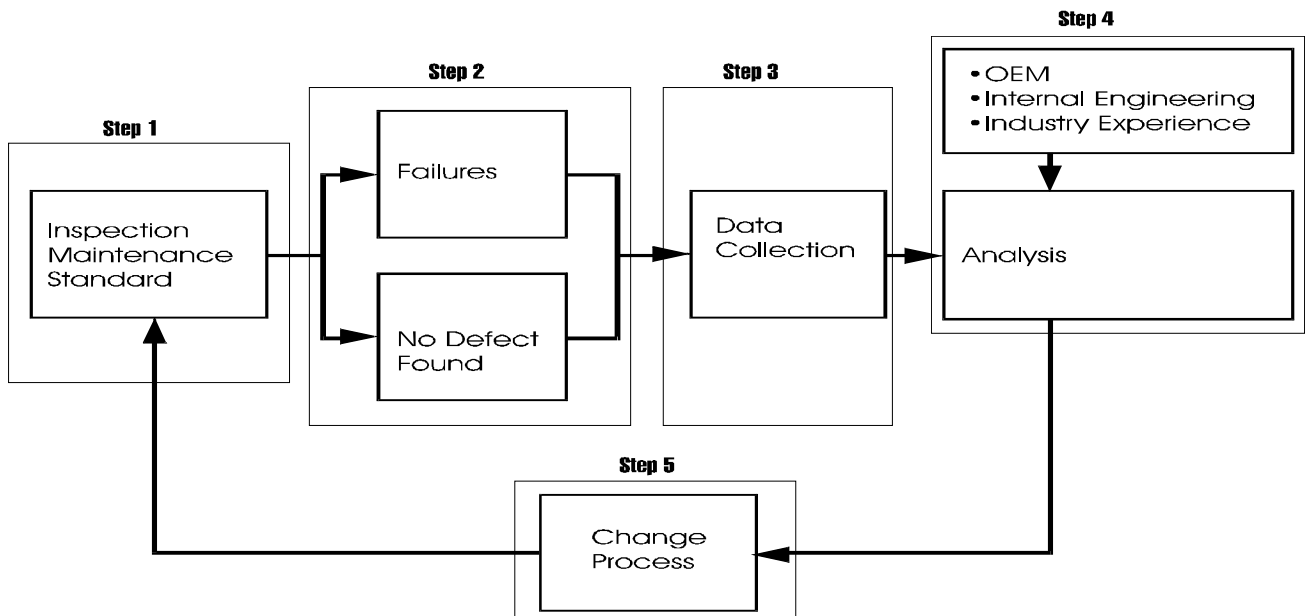 Step 1
Inspection
Maintenance
Standard
Step 2
Failures
No Defect
Found
Step 3
Data
Collection
Step 4
• OEM
• Internal Engineering
• Industry Experience
Analysis
Step 5
Change
Process